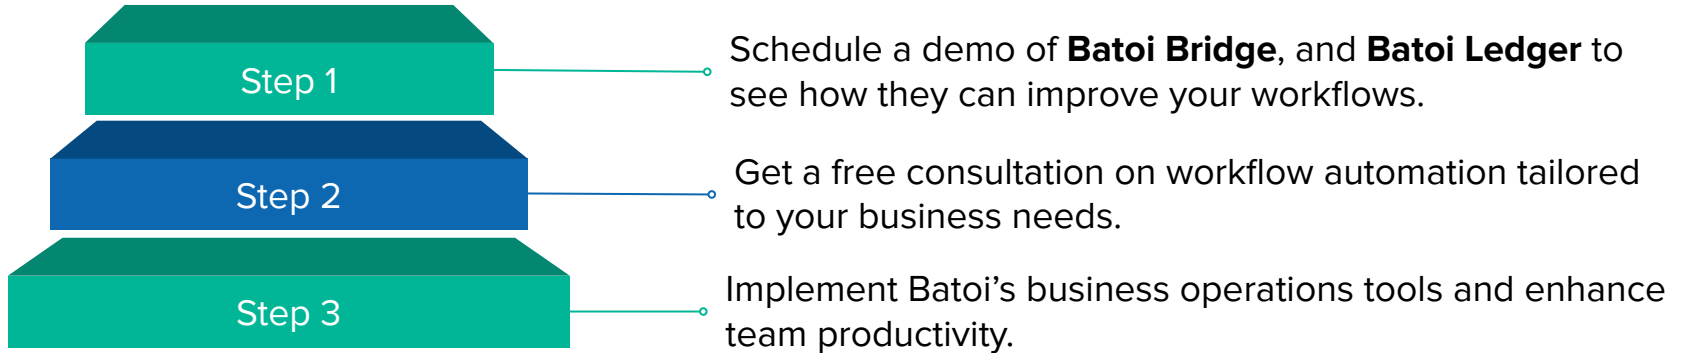 Step 1
Schedule a demo of Batoi Bridge, and Batoi Ledger to
see how they can improve your workflows.
Step 2
Get a free consultation on workflow automation tailored
to your business needs.
Step 3
Implement Batoi’s business operations tools and enhance
team productivity.